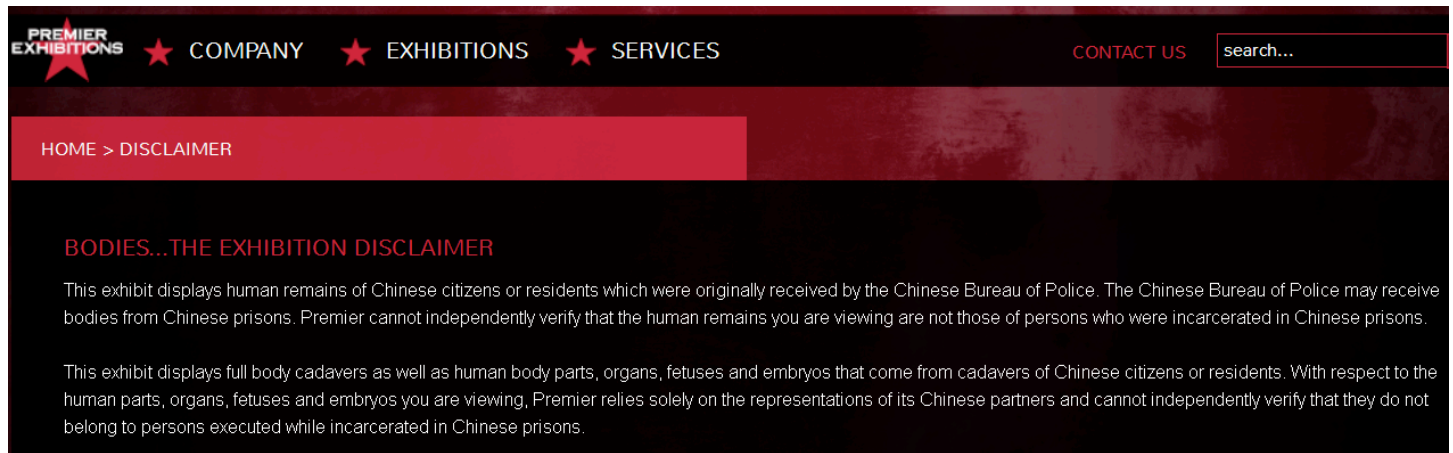 PREMIER
EXHIBITIONS
COMPANY EXHIBITIONS SERVICES CONTACT US search...
HOME > DISCLAIMER
BODIES...THE EXHIBITION DISCLAIMER
This exhibit displays human remains of Chinese citizens or residents which were originally received by the Chinese Bureau of Police. The Chinese Bureau of Police may receive
bodies from Chinese prisons. Premier cannot independently verify that the human remains you are viewing are not those of persons who were incarcerated in Chinese prisons.
This exhibit displays full body cadavers as well as human body parts, organs, fetuses and embryos that come from cadavers of Chinese citizens or residents. With respect to the
human parts, organs, fetuses and embryos you are viewing, Premier relies solely on the representations of its Chinese partners and cannot independently verify that they do not
belong to persons executed while incarcerated in Chinese prisons.